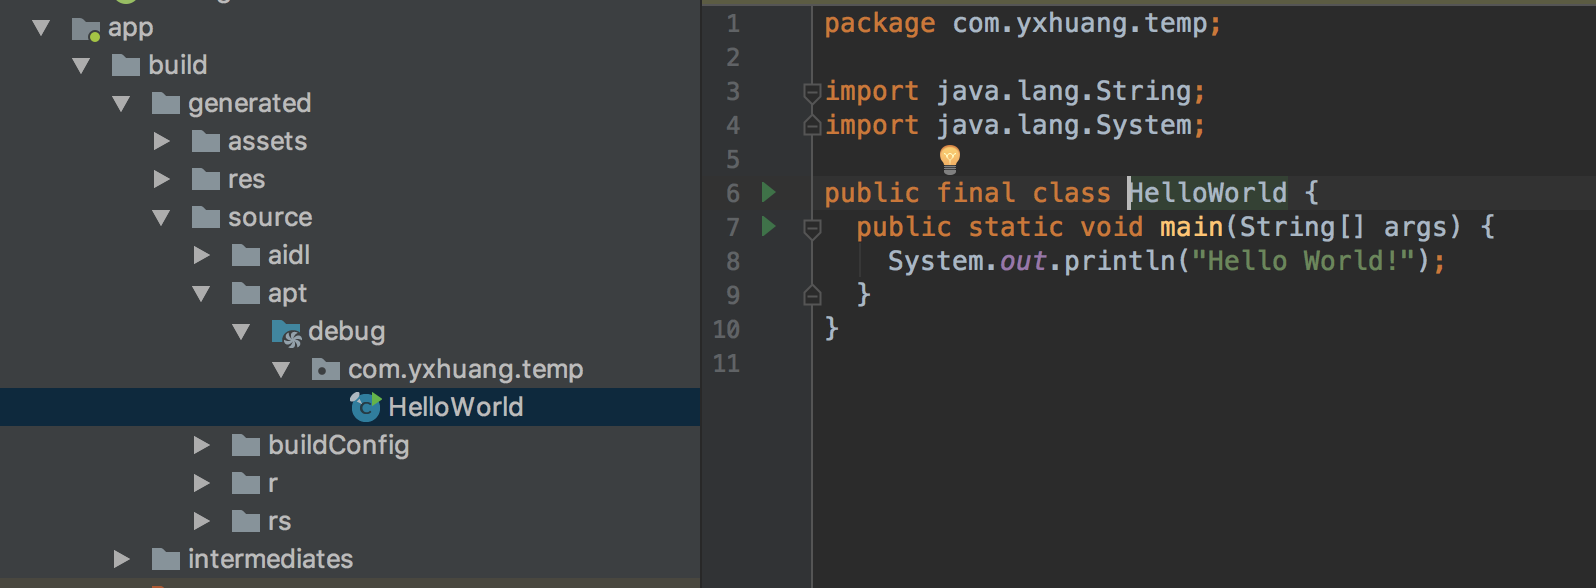 app
build
generated
assets
res
source
aidl
apt
debug
com.yxhuang.temp
HelloWorld
buildConfig
r
rs
intermediates
1 package com.yxhuang.temp;
2
3 import java.lang.String;
4 import java.lang.System;
5
6 public final class HelloWorld {
7 public static void main(String[] args) {
8 System.out.println("Hello World!");
9 }
10 }
11